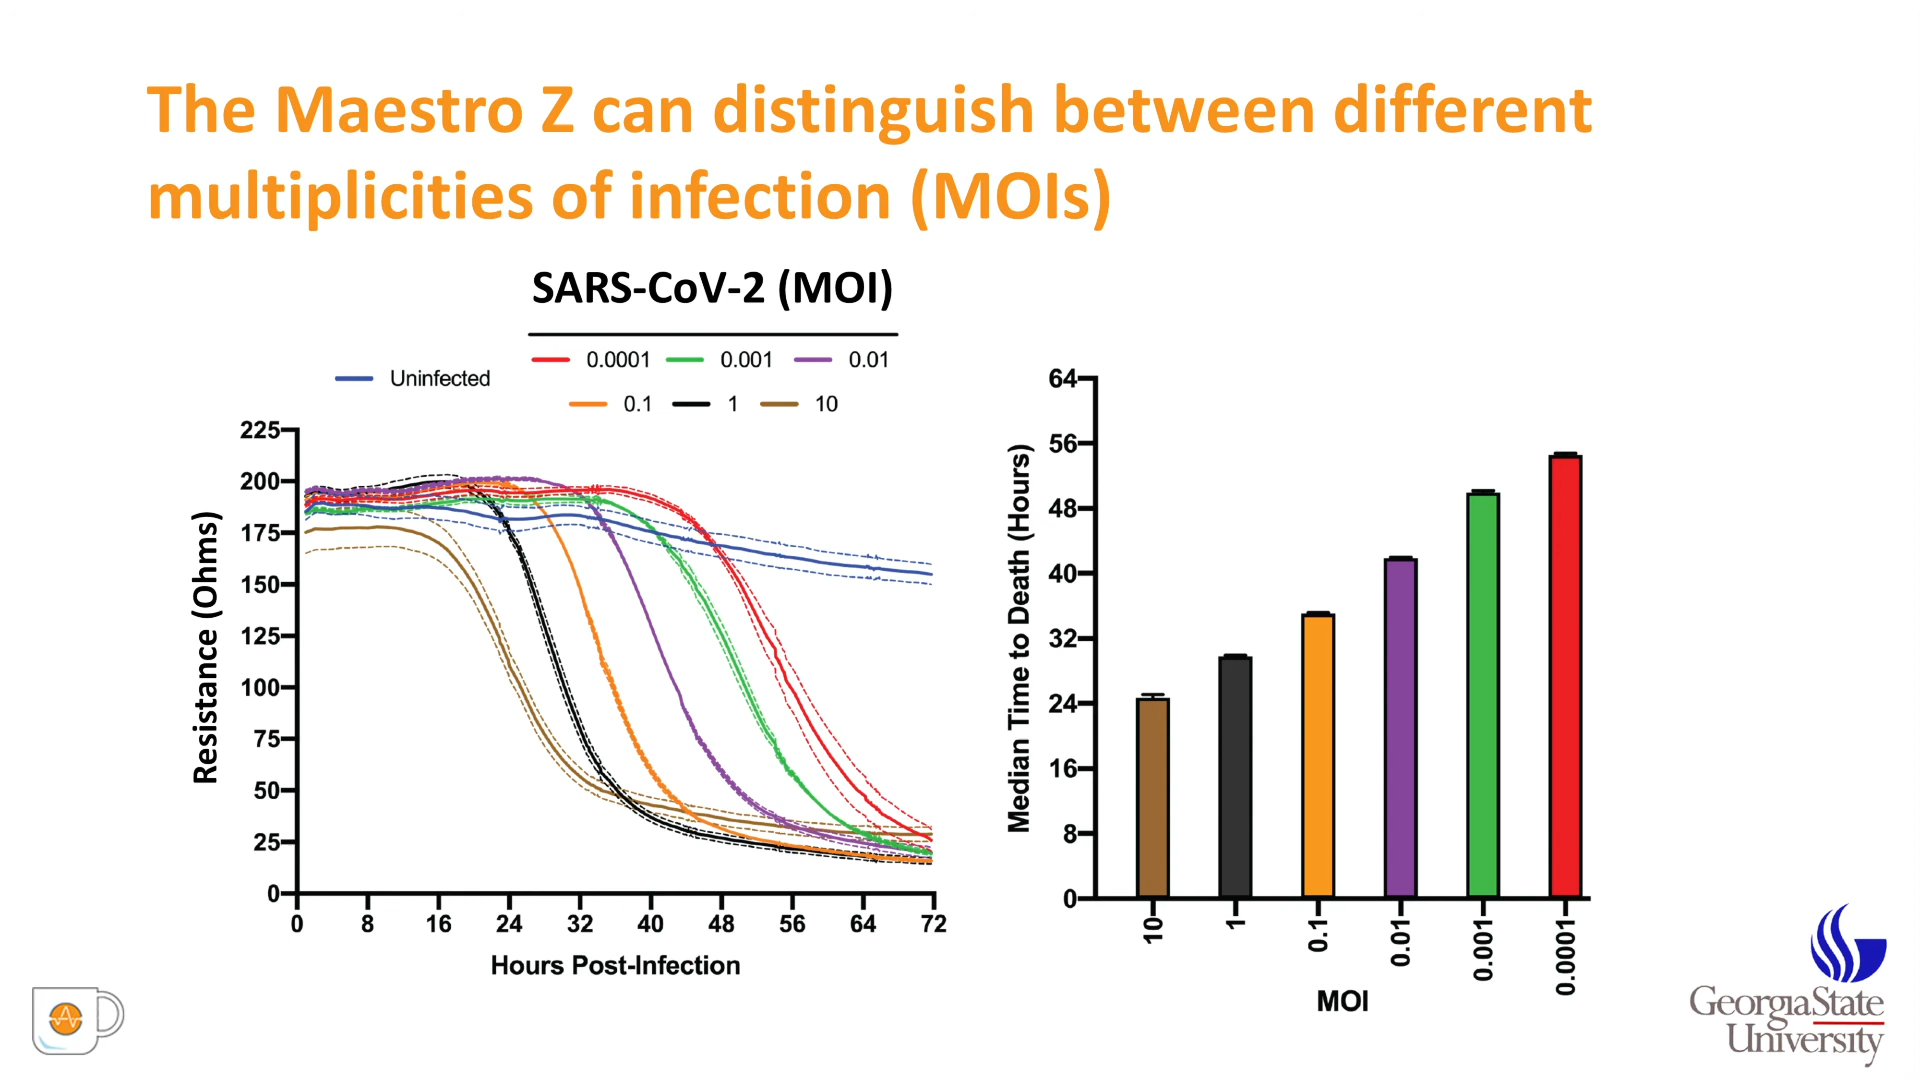 The Maestro Z can distinguish between different
multiplicities of infection (MOIs)
SARS-CoV-2 (MOI)
0.0001 0.001 0.01
Uninfected
0.1 1 10
Resistance (Ohms)
225
200
175
150
125
100
75
50
25
0
0 8 16 24 32 40 48 56 64 72
Hours Post-Infection
Median Time to Death (Hours)
64
56
48
40
32
24
16
8
0
10 1 0.1 0.01 0.001 0.0001
MOI
GeorgiaState
University